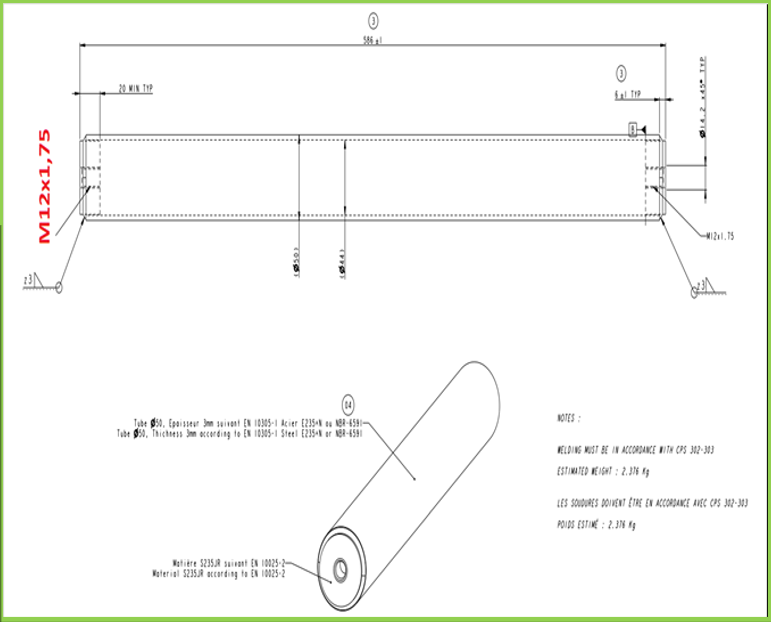 3
586 ±1
20 MIN TYP
3
6 ±1 TYP
Ø14.2 x45° TYP
M12x1,75
M12x1.75
(Ø50)
(Ø44)
z3
z3
04
Tube Ø50, Epaisseur 3mm suivant EN 10305-1 Acier E235+N ou NBR-6591
Tube Ø50, Thichness 3mm according to EN 10305-1 Steel E235+N or NBR-6591
Matière S235JR suivant EN 10025-2
Material S235JR according to EN 10025-2
NOTES :
WELDING MUST BE IN ACCORDANCE WITH CPS 302-303
ESTIMATED WEIGHT : 2.376 Kg
LES SOUDURES DOIVENT ÊTRE EN ACCORDANCE AVEC CPS 302-303
POIDS ESTIMÉ : 2.376 Kg